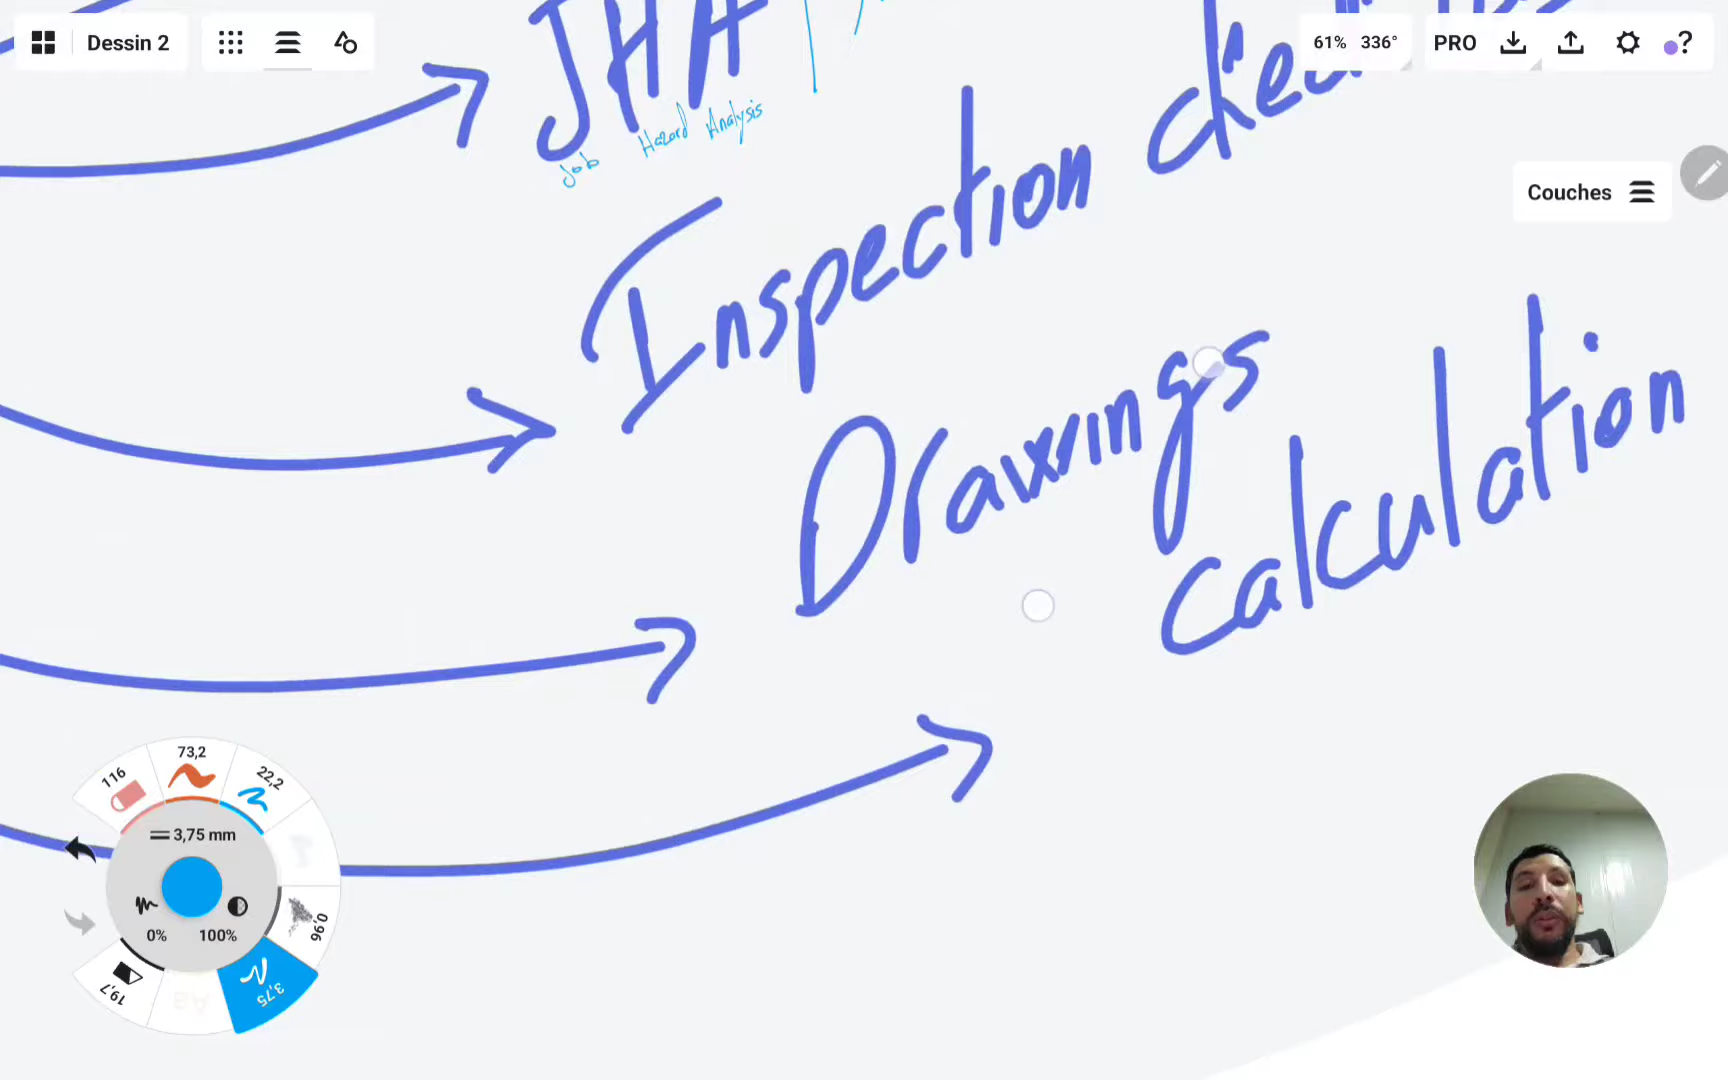 Dessin 2
61% 336°
PRO
?
JHA
Job Hazard Analysis
Inspection
Couches
Drawings
calculation
116
73,2
22,2
3,75 mm
0%
100%
0,96
3,75
19,7